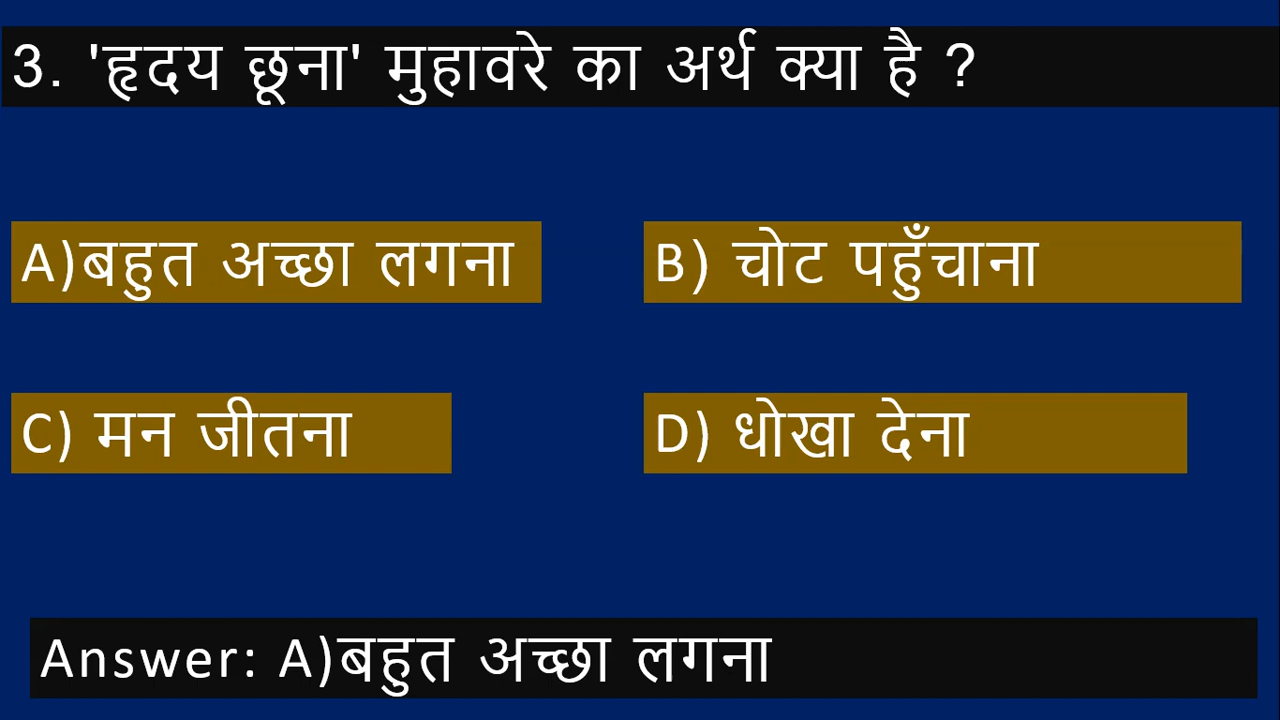 3. 'हृदय छूना' मुहावरे का अर्थ क्या है ?
A)बहुत अच्छा लगना
B) चोट पहुँचाना
C) मन जीतना
D) धोखा देना
Answer: A)बहुत अच्छा लगना